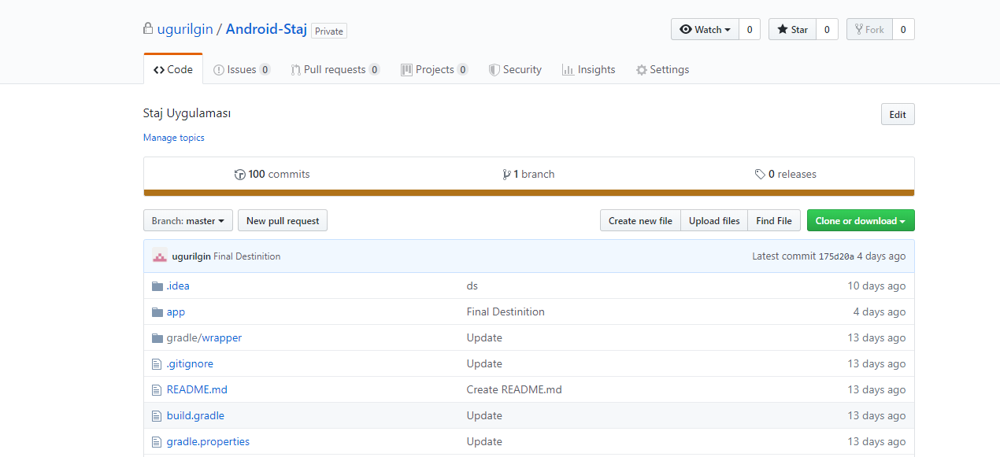 ugurilgin / Android-Staj Private Watch 0 Star 0 Fork 0
Code Issues 0 Pull requests 0 Projects 0 Security Insights Settings
Staj Uygulaması Edit
Manage topics
100 commits 1 branch 0 releases
Branch: master New pull request Create new file Upload files Find File Clone or download
ugurilgin Final Destinition Latest commit 175d20a 4 days ago
.idea ds 10 days ago
app Final Destinition 4 days ago
gradle/wrapper Update 13 days ago
.gitignore Update 13 days ago
README.md Create README.md 13 days ago
build.gradle Update 13 days ago
gradle.properties Update 13 days ago